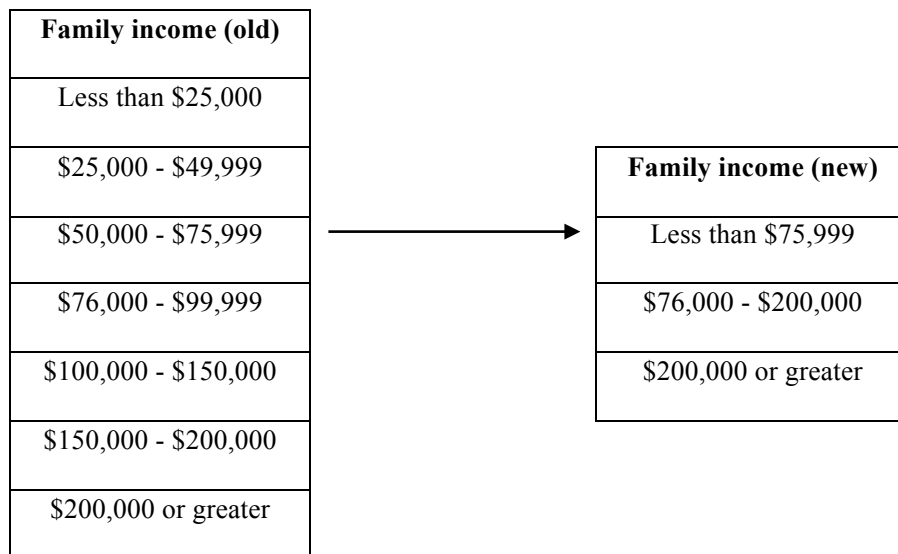 Family income (old)
Less than $25,000
$25,000 - $49,999
$50,000 - $75,999
$76,000 - $99,999
$100,000 - $150,000
$150,000 - $200,000
$200,000 or greater
Family income (new)
Less than $75,999
$76,000 - $200,000
$200,000 or greater